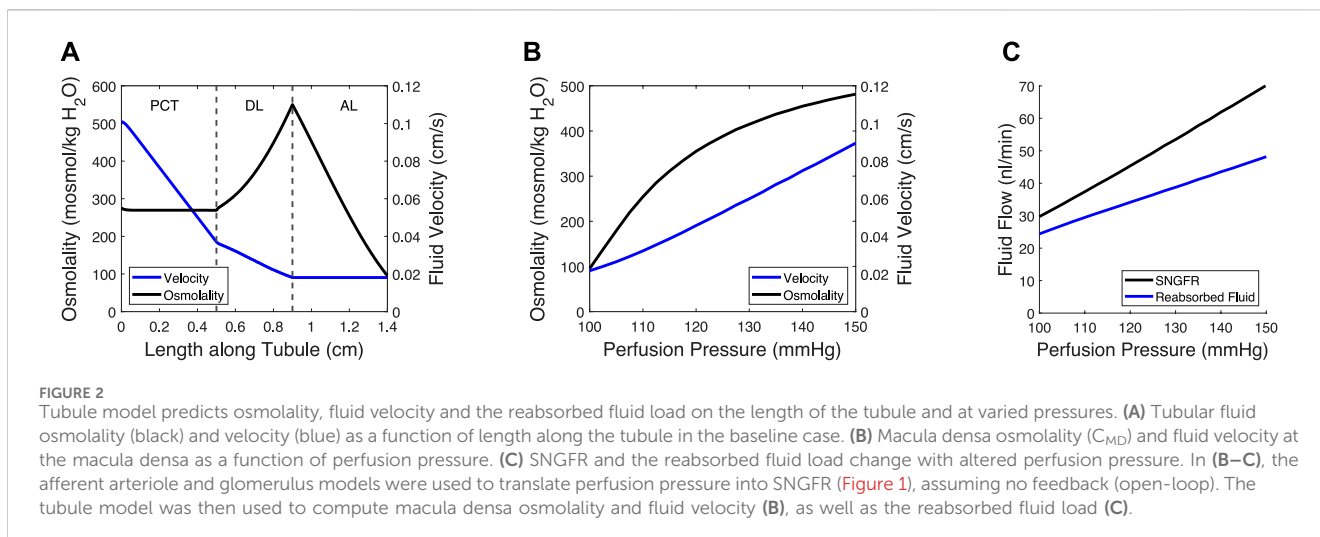 A
B
C
Osmolality (mosmol/kg H2O)
600
500
400
300
200
100
0
PCT
DL
AL
Velocity
Osmolality
0.12
0.1
0.08
0.06
0.04
0.02
0
Fluid Velocity (cm/s)
0 0.2 0.4 0.6 0.8 1 1.2 1.4
Length along Tubule (cm)
Osmolality (mosmol/kg H2O)
500
400
300
200
100
0
Velocity
Osmolality
0.12
0.1
0.08
0.06
0.04
0.02
0
Fluid Velocity (cm/s)
100 110 120 130 140 150
Perfusion Pressure (mmHg)
Fluid Flow (nl/min)
70
60
50
40
30
20
10
0
SNGFR
Reabsorbed Fluid
100 110 120 130 140 150
Perfusion Pressure (mmHg)
FIGURE 2
Tubule model predicts osmolality, fluid velocity and the reabsorbed fluid load on the length of the tubule and at varied pressures. (A) Tubular fluid
osmolality (black) and velocity (blue) as a function of length along the tubule in the baseline case. (B) Macula densa osmolality (CMD) and fluid velocity at
the macula densa as a function of perfusion pressure. (C) SNGFR and the reabsorbed fluid load change with altered perfusion pressure. In (B–C), the
afferent arteriole and glomerulus models were used to translate perfusion pressure into SNGFR (Figure 1), assuming no feedback (open-loop). The
tubule model was then used to compute macula densa osmolality and fluid velocity (B), as well as the reabsorbed fluid load (C).